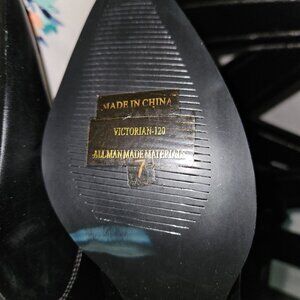 MADE IN CHINA
VICTORIAN-120
ALL MAN MADE MATERIALS
7